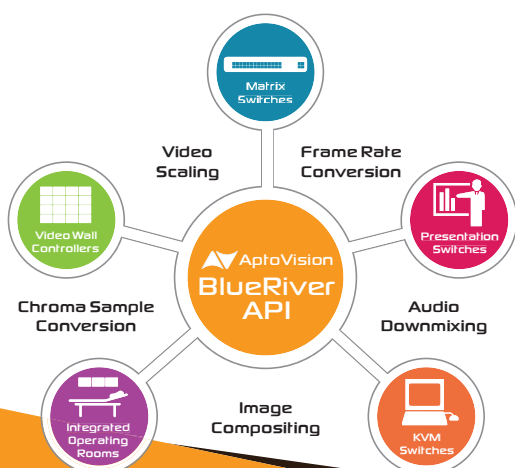 Matrix
Switches
Video
Scaling
Frame Rate
Conversion
Video Wall
Controllers
Presentation
Switches
AptoVision
BlueRiver
API
Chroma Sample
Conversion
Audio
Downmixing
Integrated
Operating
Rooms
Image
Compositing
KVM
Switches